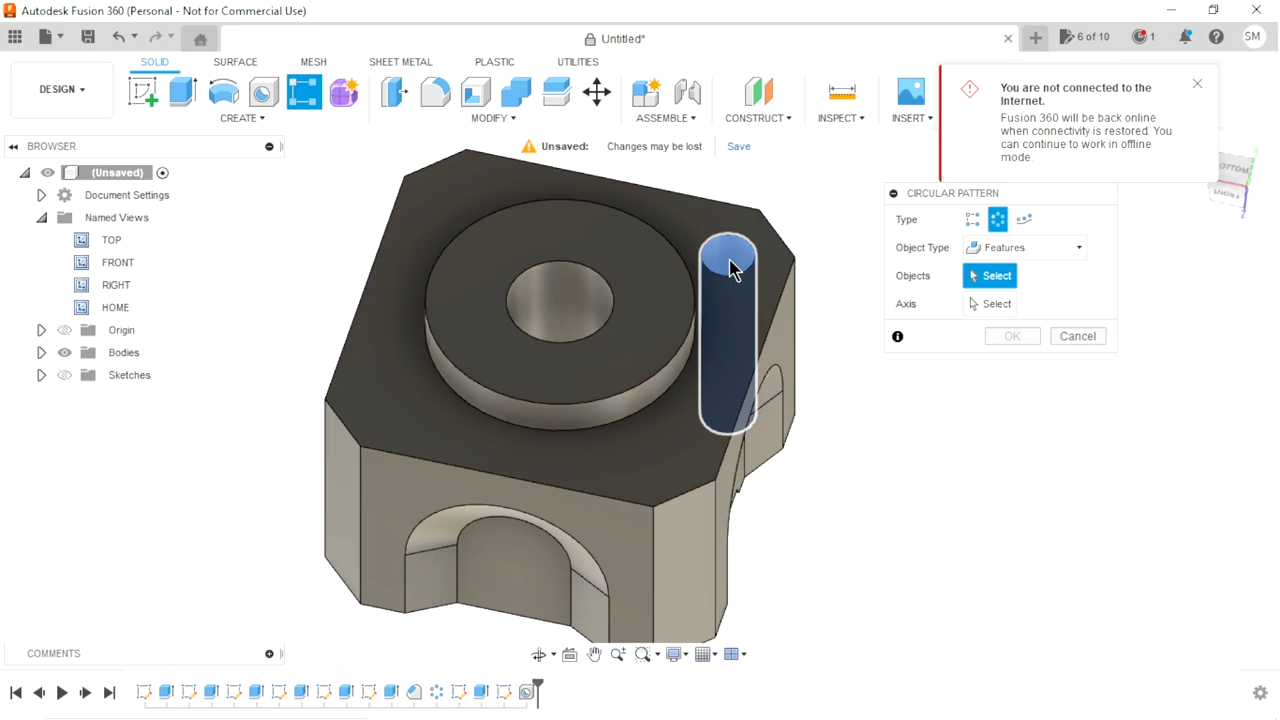 Autodesk Fusion 360 (Personal - Not for Commercial Use)
Untitled*
6 of 10
1
SM
DESIGN
SOLID
SURFACE
MESH
SHEET METAL
PLASTIC
UTILITIES
CREATE
MODIFY
ASSEMBLE
CONSTRUCT
INSPECT
INSERT
You are not connected to the
Internet.
Fusion 360 will be back online
when connectivity is restored. You
can continue to work in offline
mode.
BROWSER
Unsaved: Changes may be lost Save
(Unsaved)
Document Settings
Named Views
TOP
FRONT
RIGHT
HOME
Origin
Bodies
Sketches
BOTTOM
FRONT
CIRCULAR PATTERN
Type
Object Type Features
Objects Select
Axis Select
OK Cancel
COMMENTS